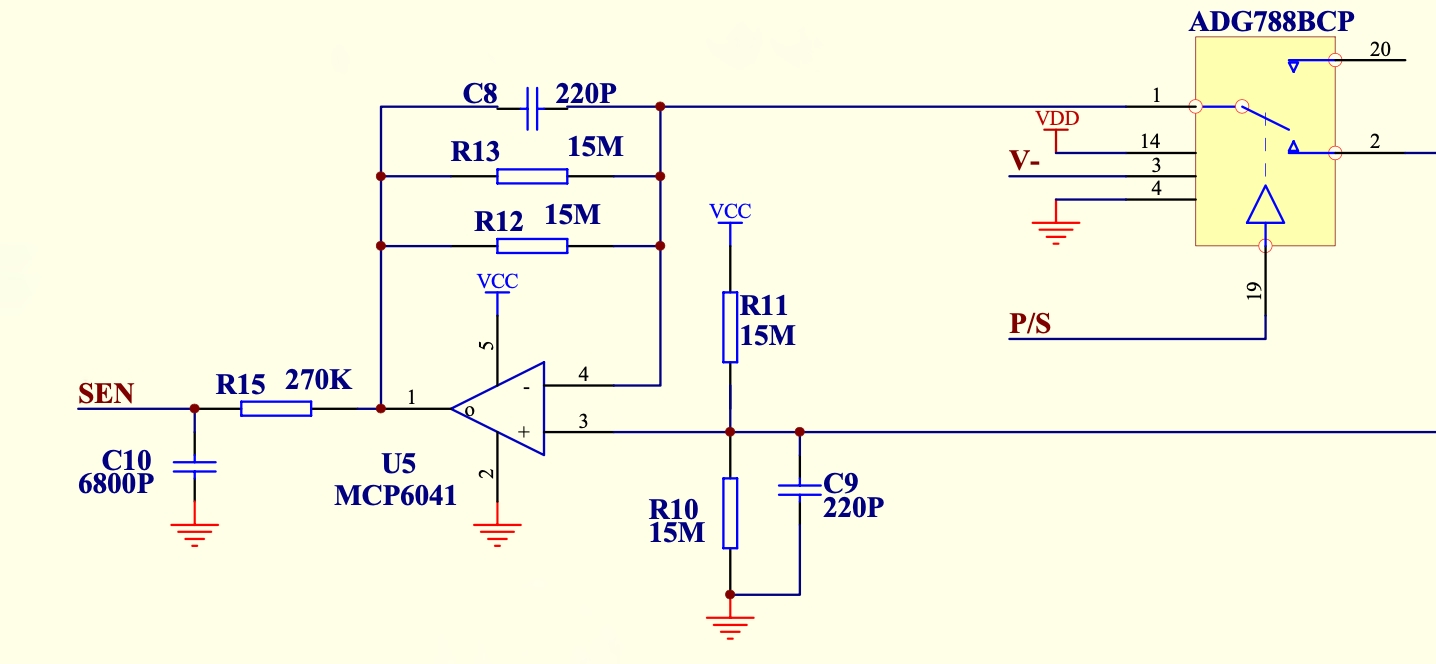 ADG788BCP
20
C8 220P
1
VDD
R13 15M
14
2
V-
3
4
R12 15M
VCC
VCC
19
R11
15M
P/S
5
4
SEN
R15 270K
1
o
-
+
3
2
C10
6800P
U5
MCP6041
R10
15M
C9
220P